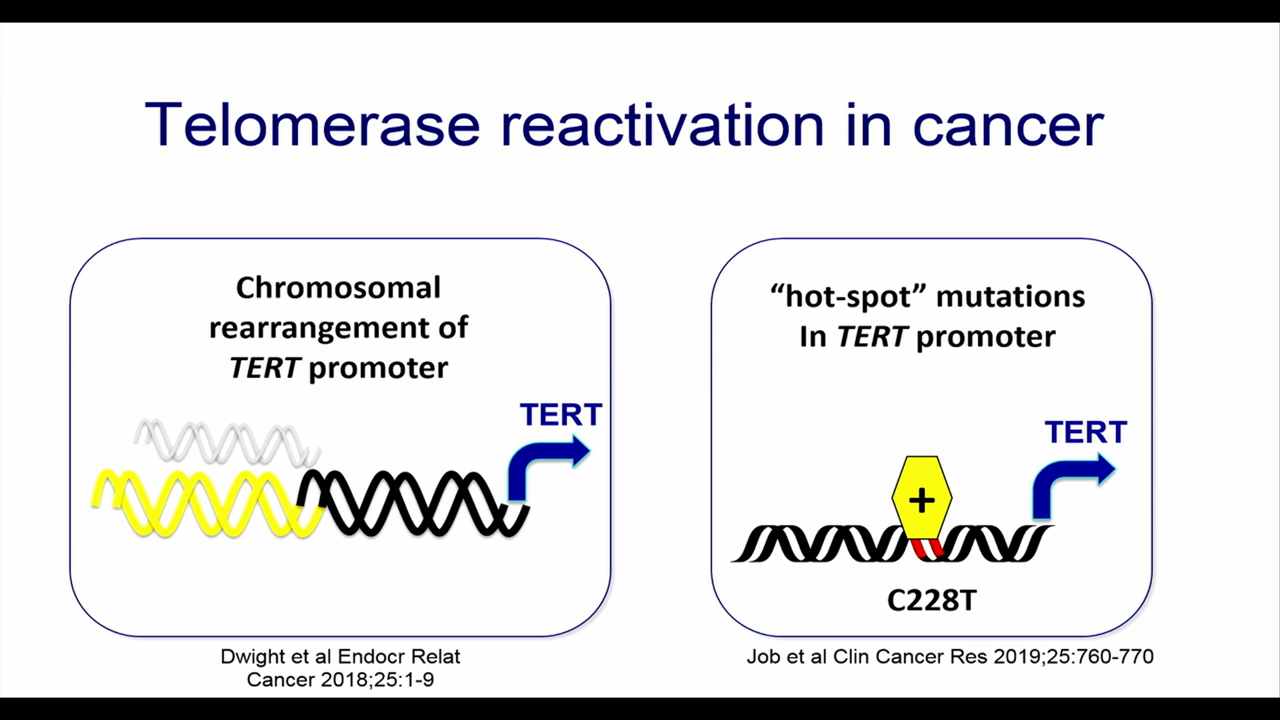 Telomerase reactivation in cancer
Chromosomal
rearrangement of
TERT promoter
TERT
Dwight et al Endocr Relat
Cancer 2018;25:1-9
“hot-spot” mutations
In TERT promoter
TERT
+
C228T
Job et al Clin Cancer Res 2019;25:760-770